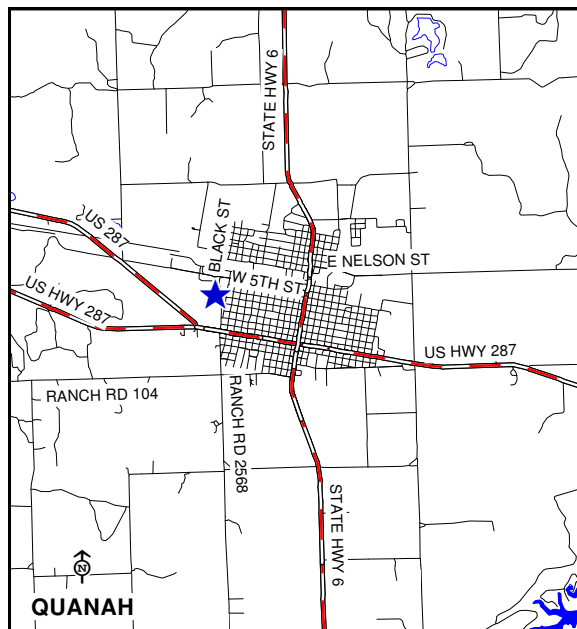 STATE HWY 6
US 287
BLACK ST
E NELSON ST
W 5TH ST
US HWY 287
US HWY 287
RANCH RD 104
RANCH RD 2568
STATE HWY 6
N
QUANAH